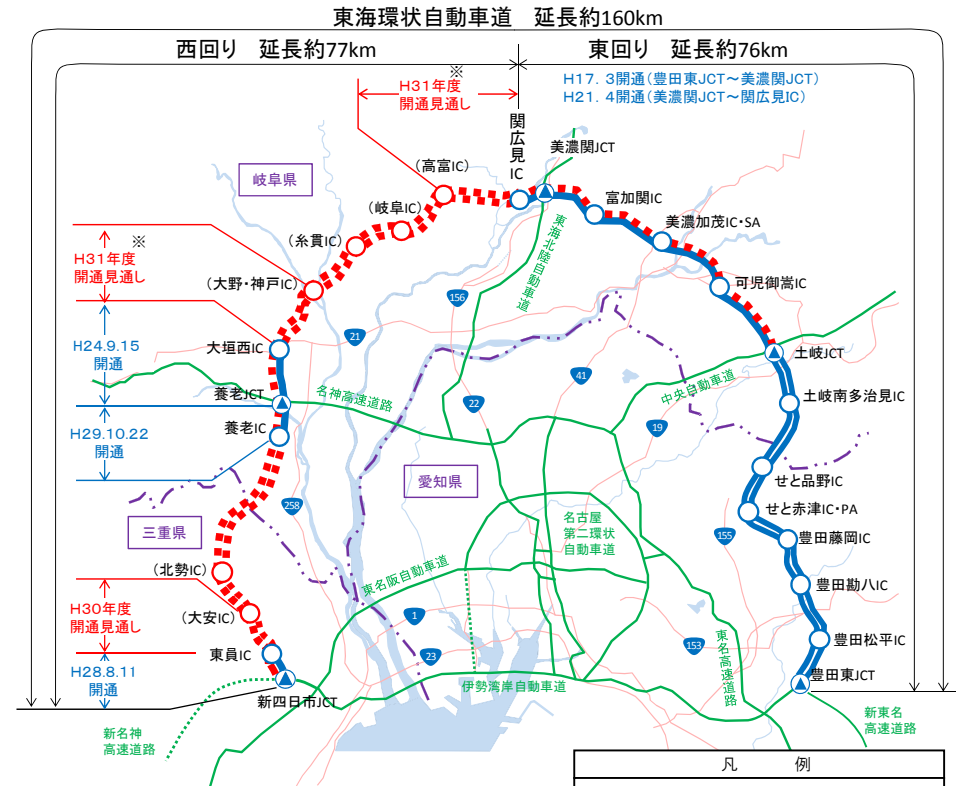 東海環状自動車道　延長約160km
西回り　延長約77km
東回り　延長約76km
※
H31年度
開通見通し
H17. 3開通(豊田東JCT～美濃関JCT)
H21. 4開通(美濃関JCT～関広見IC)
関広見IC
美濃関JCT
(高富IC)
岐阜県
(岐阜IC)
富加関IC
美濃加茂IC・SA
(糸貫IC)
東海北陸自動車道
※
H31年度
開通見通し
(大野・神戸IC)
可児御嵩IC
156
21
H24.9.15
開通
大垣西IC
土岐JCT
41
養老JCT
名神高速道路
中央自動車道
22
土岐南多治見IC
19
H29.10.22
開通
養老IC
せと品野IC
愛知県
258
せと赤津IC・PA
三重県
名古屋
第二環状
自動車道
155
豊田藤岡IC
(北勢IC)
東名阪自動車道
豊田勘八IC
H30年度
開通見通し
(大安IC)
1
153
豊田松平IC
東員IC
23
東名高速道路
H28.8.11
開通
豊田東JCT
伊勢湾岸自動車道
新四日市JCT
新名神
高速道路
新東名
高速道路
凡　例